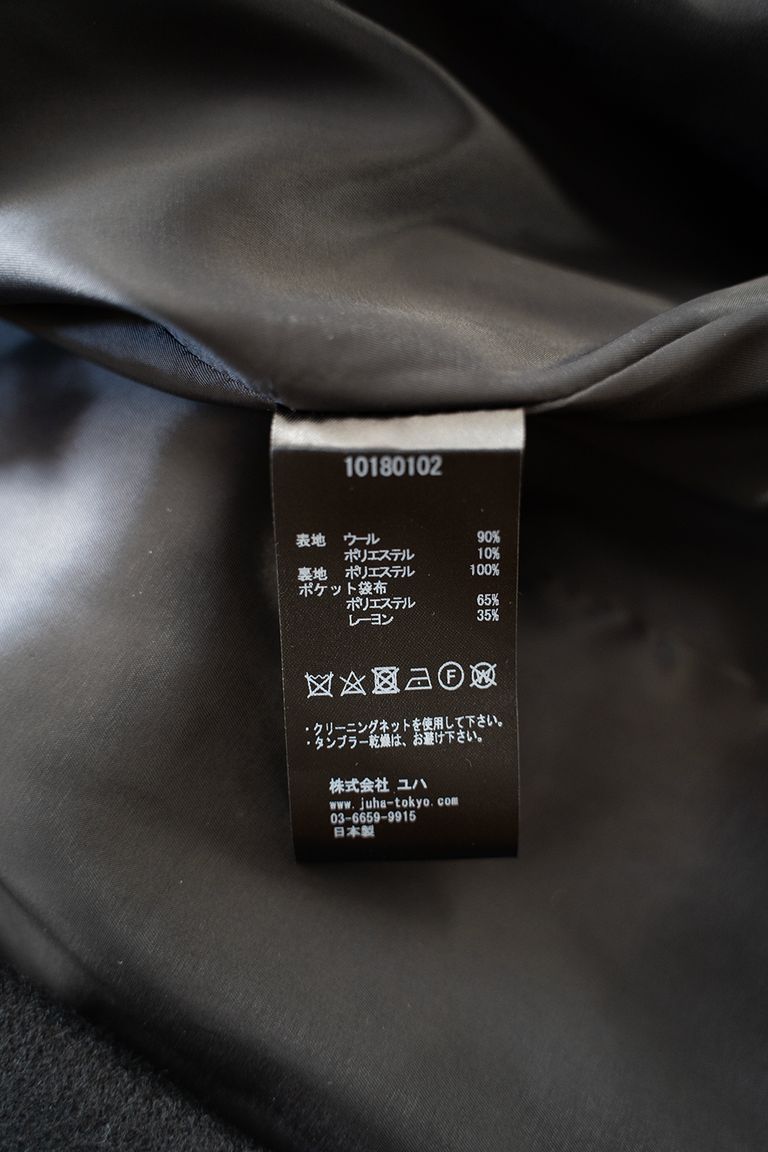 10180102
表地 ウール 90%
ポリエステル 10%
裏地 ポリエステル 100%
ポケット袋布
ポリエステル 65%
レーヨン 35%
F W
・クリーニングネットを使用して下さい。
・タンブラー乾燥は、お避け下さい。
株式会社 ユハ
www.juha-tokyo.com
03-6659-9915
日本製